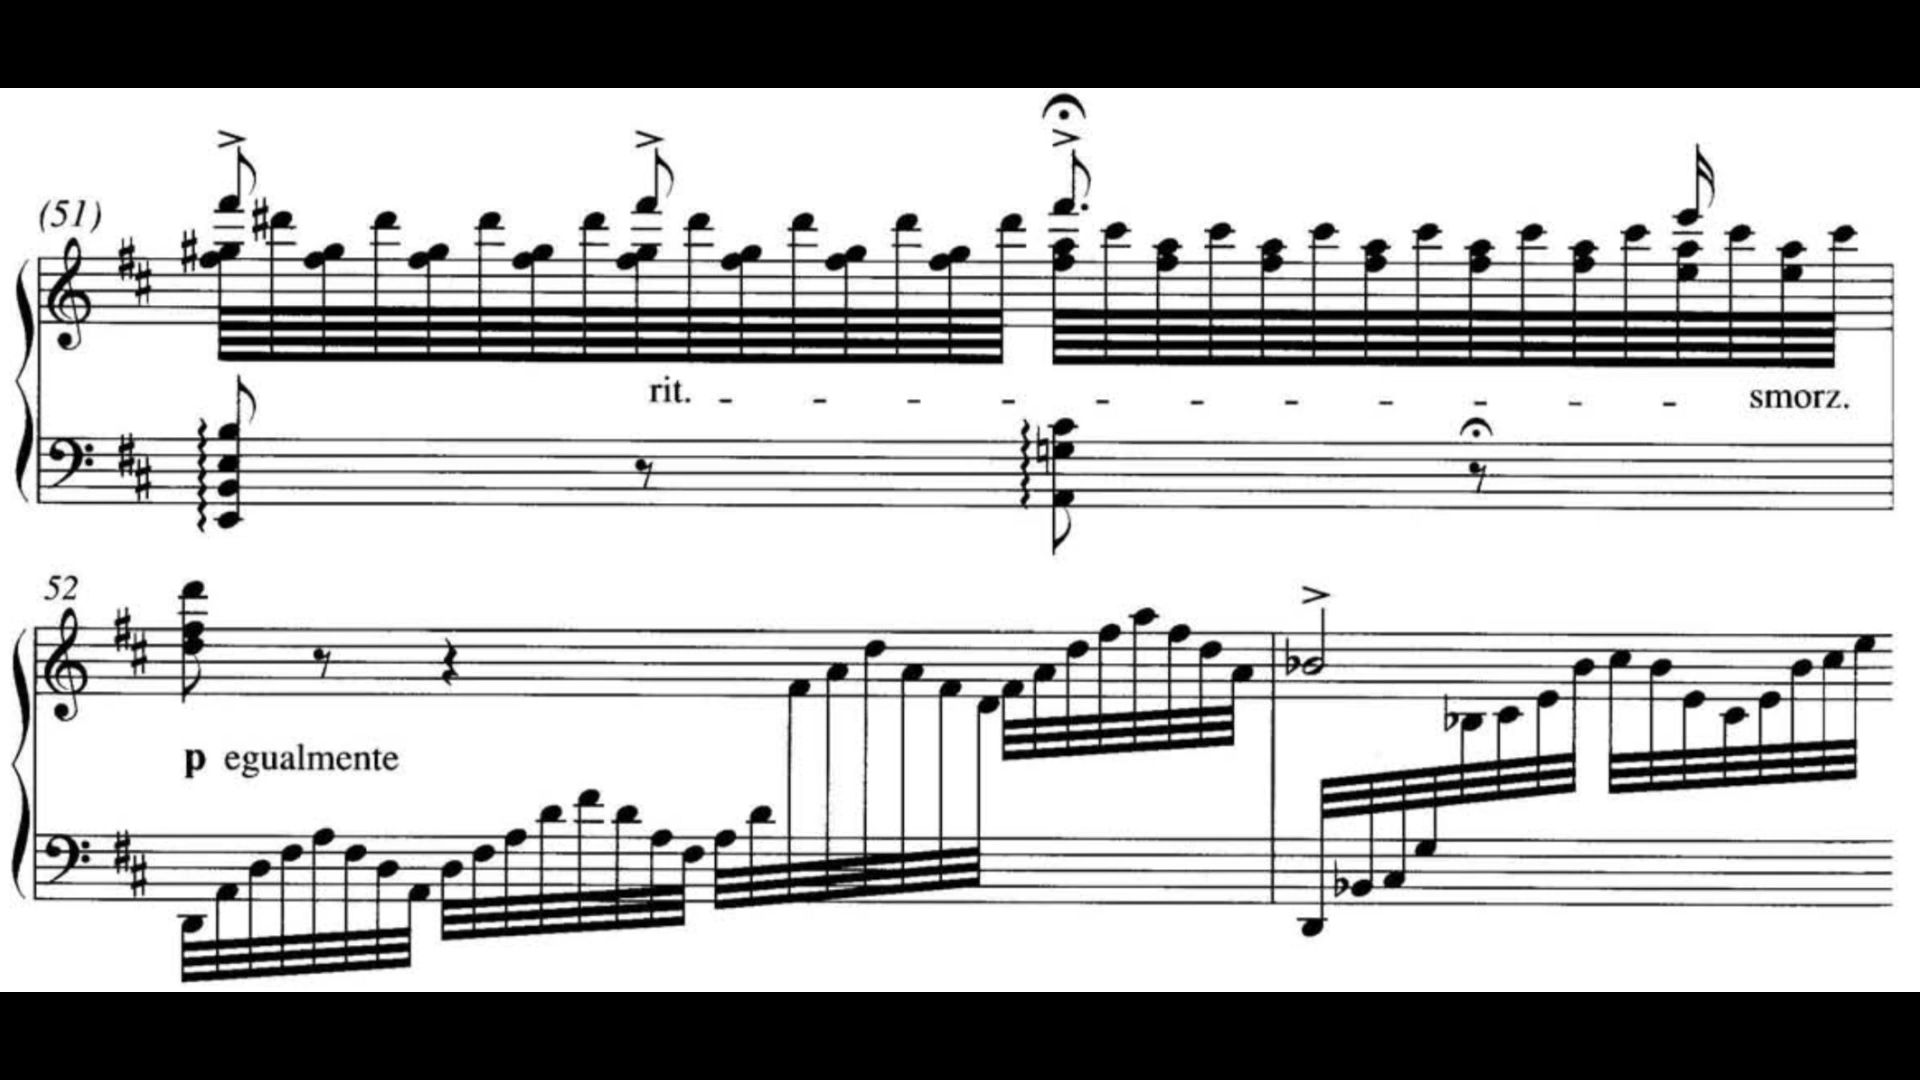 (51)
rit. - - - - - - - - - - - smorz.
52
p egualmente